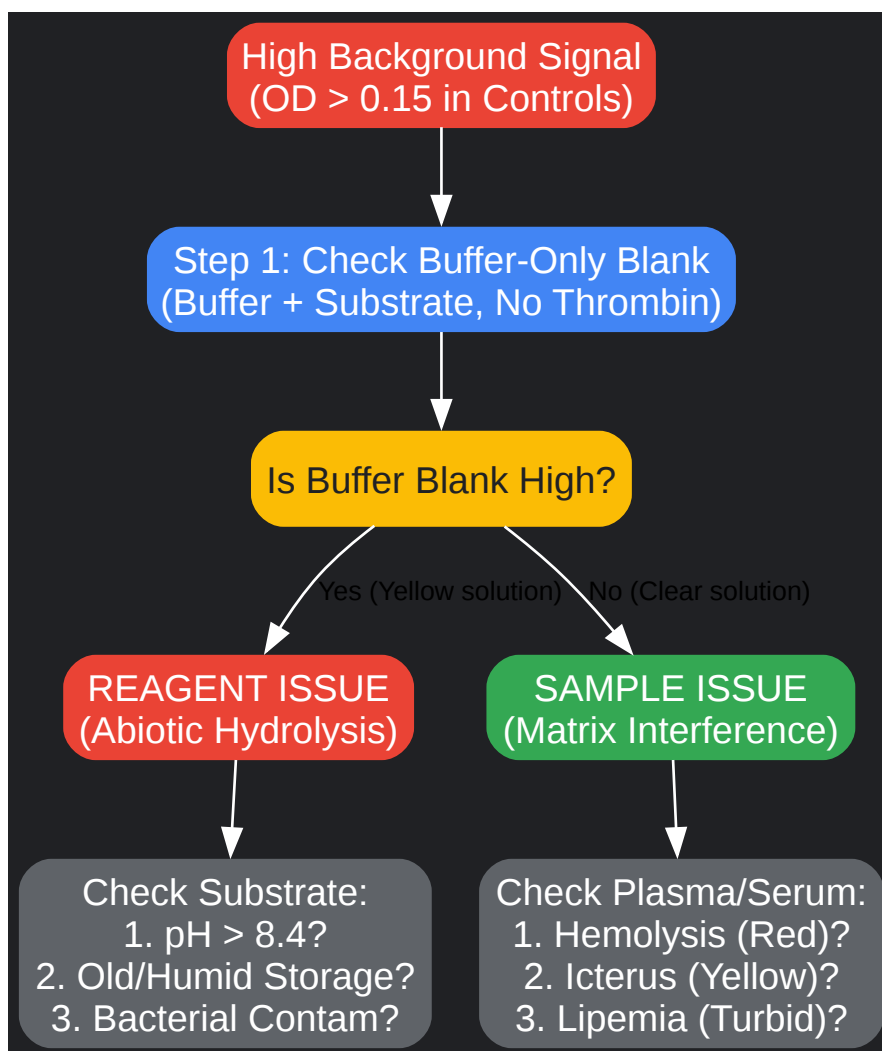 High Background Signal
(OD > 0.15 in Controls)
Step 1: Check Buffer-Only Blank
(Buffer + Substrate, No Thrombin)
Is Buffer Blank High?
Yes (Yellow solution)
No (Clear solution)
REAGENT ISSUE
(Abiotic Hydrolysis)
SAMPLE ISSUE
(Matrix Interference)
Check Substrate:
1. pH > 8.4?
2. Old/Humid Storage?
3. Bacterial Contam?
Check Plasma/Serum:
1. Hemolysis (Red)?
2. Icterus (Yellow)?
3. Lipemia (Turbid)?